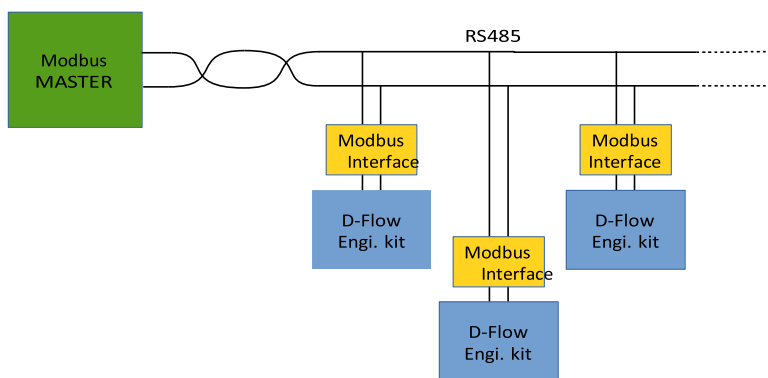 RS485
Modbus
MASTER
Modbus
Interface
D-Flow
Engi. kit
Modbus
Interface
D-Flow
Engi. kit
Modbus
Interface
D-Flow
Engi. kit